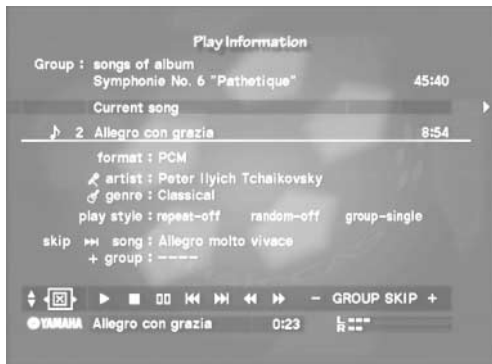 Play Information
Group : songs of album
Symphonie No. 6 "Pathetique" 45:40
Current song
2 Allegro con grazia 8:54
format : PCM
artist : Peter Ilyich Tchaikovsky
genre : Classical
play style : repeat-off random-off group-single
skip song : Allegro molto vivace
+ group : ----
- GROUP SKIP +
YAMAHA Allegro con grazia 0:23 L
R